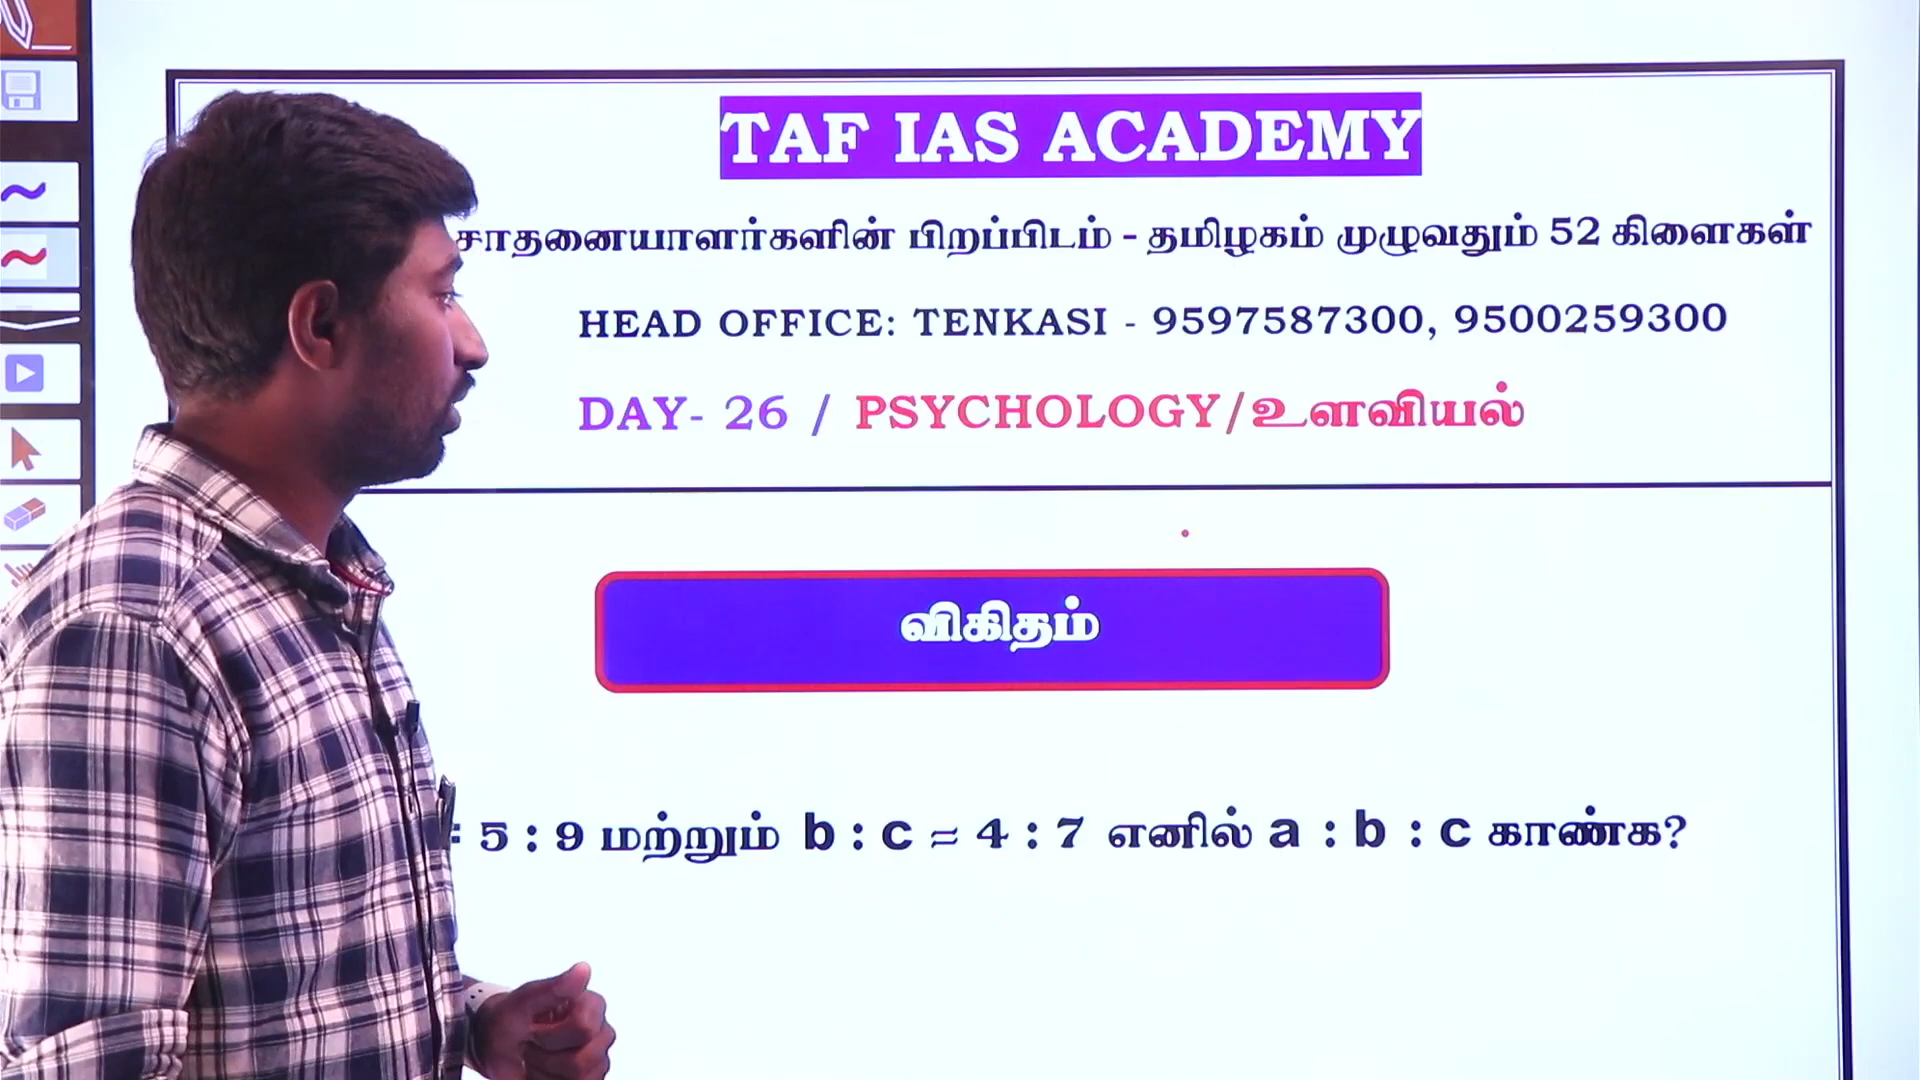 TAF IAS ACADEMY
சாதனையாளர்களின் பிறப்பிடம் - தமிழகம் முழுவதும் 52 கிளைகள்
HEAD OFFICE: TENKASI - 9597587300, 9500259300
DAY- 26 / PSYCHOLOGY/உளவியல்
விகிதம்
= 5 : 9 மற்றும் b : c = 4 : 7 எனில் a : b : c காண்க?